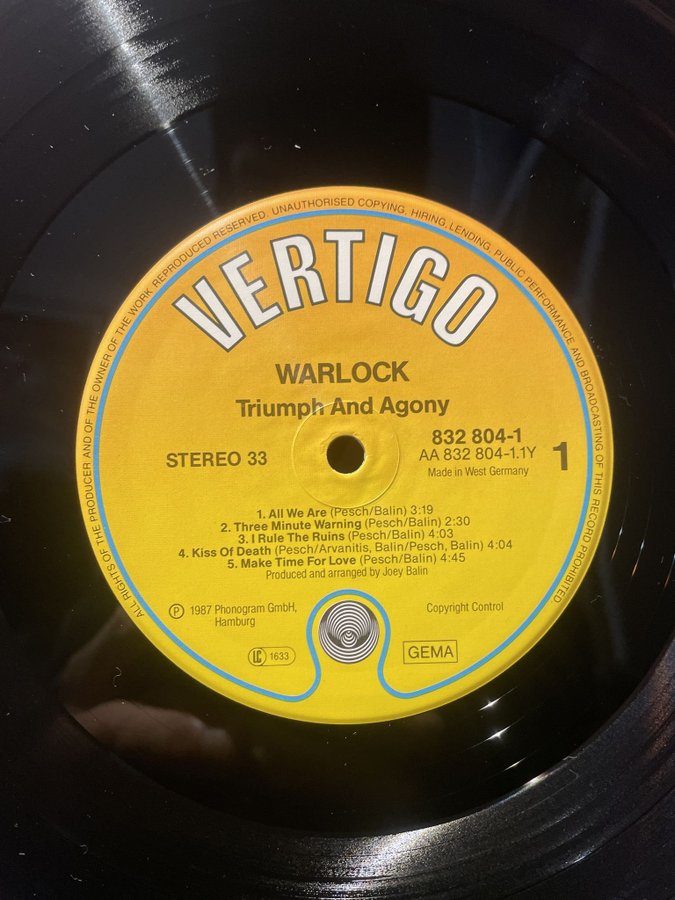 ALL RIGHTS OF THE PRODUCER AND OF THE OWNER OF THE WORK REPRODUCED RESERVED. UNAUTHORISED COPYING, HIRING, LENDING, PUBLIC PERFORMANCE AND BROADCASTING OF THIS RECORD PROHIBITED
VERTIGO
WARLOCK
Triumph And Agony
STEREO 33
832 804-1
AA 832 804-1.1Y
Made in West Germany
1
1. All We Are (Pesch/Balin) 3:19
2. Three Minute Warning (Pesch/Balin) 2:30
3. I Rule The Ruins (Pesch/Balin) 4:03
4. Kiss Of Death (Pesch/Arvanitis, Balin/Pesch, Balin) 4:04
5. Make Time For Love (Pesch/Balin) 4:45
Produced and arranged by Joey Balin
℗ 1987 Phonogram GmbH,
Hamburg
Copyright Control
LC 1633
GEMA